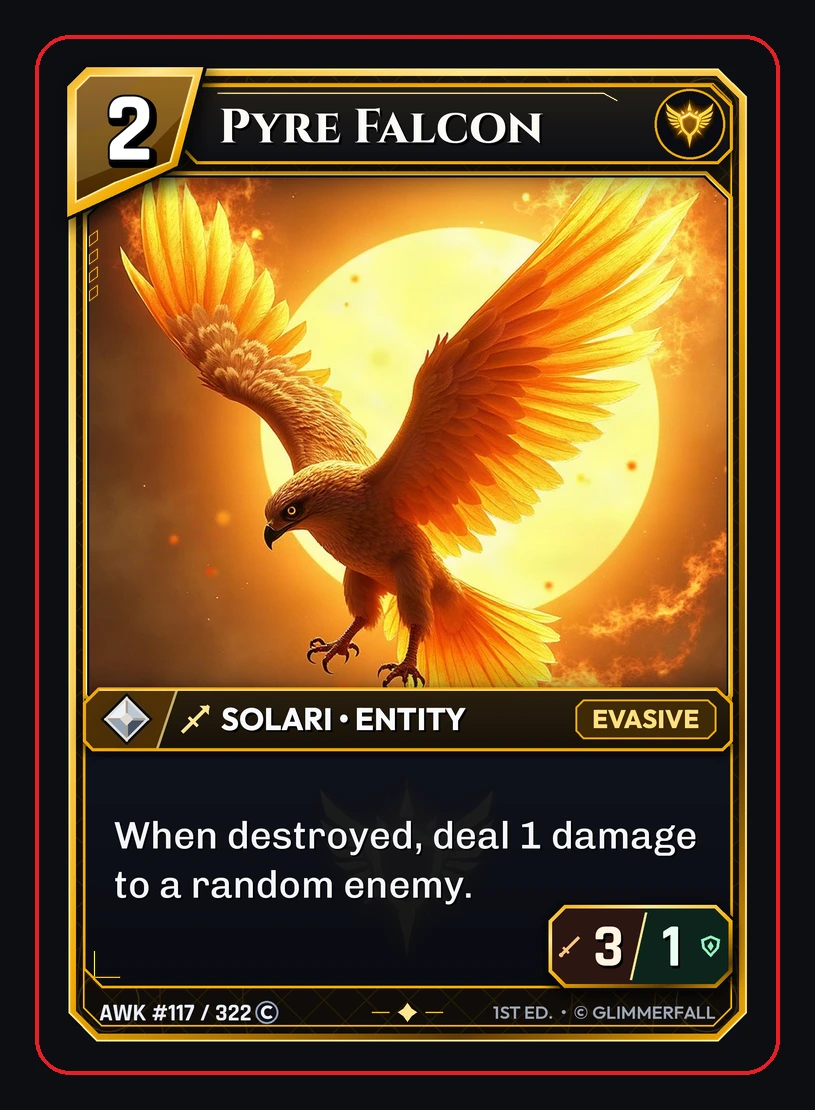 2
PYRE FALCON
SOLARI • ENTITY
EVASIVE
When destroyed, deal 1 damage
to a random enemy.
3 / 1
AWK #117 / 322 Ⓒ
1ST ED. • © GLIMMERFALL